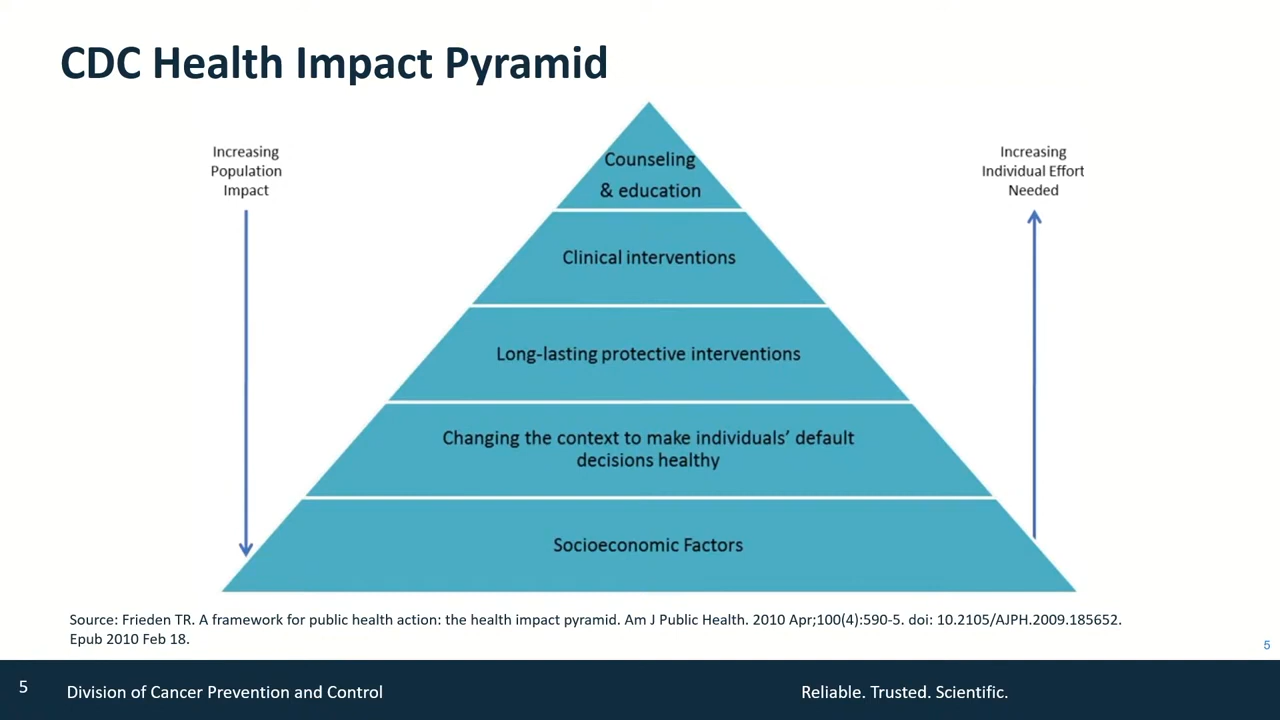 CDC Health Impact Pyramid
Increasing
Population
Impact
Increasing
Individual Effort
Needed
Counseling
& education
Clinical interventions
Long-lasting protective interventions
Changing the context to make individuals’ default
decisions healthy
Socioeconomic Factors
Source: Frieden TR. A framework for public health action: the health impact pyramid. Am J Public Health. 2010 Apr;100(4):590-5. doi: 10.2105/AJPH.2009.185652.
Epub 2010 Feb 18.
5
5
Division of Cancer Prevention and Control
Reliable. Trusted. Scientific.